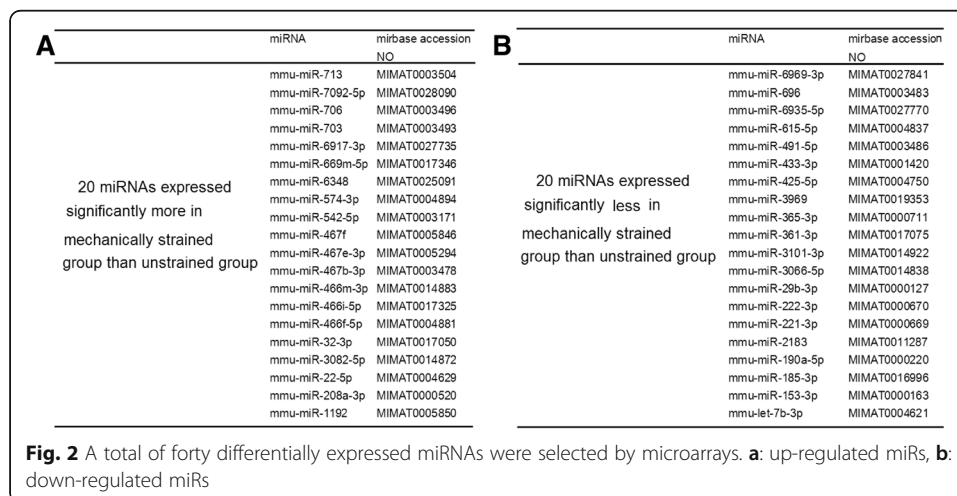 A
miRNA mirbase accession NO
mmu-miR-713 MIMAT0003504
mmu-miR-7092-5p MIMAT0028090
mmu-miR-706 MIMAT0003496
mmu-miR-703 MIMAT0003493
mmu-miR-6917-3p MIMAT0027735
mmu-miR-669m-5p MIMAT0017346
mmu-miR-6348 MIMAT0025091
mmu-miR-574-3p MIMAT0004894
mmu-miR-542-5p MIMAT0003171
mmu-miR-467f MIMAT0005846
mmu-miR-467e-3p MIMAT0005294
mmu-miR-467b-3p MIMAT0003478
mmu-miR-466m-3p MIMAT0014883
mmu-miR-466i-5p MIMAT0017325
mmu-miR-466f-5p MIMAT0004881
mmu-miR-32-3p MIMAT0017050
mmu-miR-3082-5p MIMAT0014872
mmu-miR-22-5p MIMAT0004629
mmu-miR-208a-3p MIMAT0000520
mmu-miR-1192 MIMAT0005850
20 miRNAs expressed
significantly more in
mechanically strained
group than unstrained group
B
miRNA mirbase accession NO
mmu-miR-6969-3p MIMAT0027841
mmu-miR-696 MIMAT0003483
mmu-miR-6935-5p MIMAT0027770
mmu-miR-615-5p MIMAT0004837
mmu-miR-491-5p MIMAT0003486
mmu-miR-433-3p MIMAT0001420
mmu-miR-425-5p MIMAT0004750
mmu-miR-3969 MIMAT0019353
mmu-miR-365-3p MIMAT0000711
mmu-miR-361-3p MIMAT0017075
mmu-miR-3101-3p MIMAT0014922
mmu-miR-3066-5p MIMAT0014838
mmu-miR-29b-3p MIMAT0000127
mmu-miR-222-3p MIMAT0000670
mmu-miR-221-3p MIMAT0000669
mmu-miR-2183 MIMAT0011287
mmu-miR-190a-5p MIMAT0000220
mmu-miR-185-3p MIMAT0016996
mmu-miR-153-3p MIMAT0000163
mmu-let-7b-3p MIMAT0004621
20 miRNAs expressed
significantly less in
mechanically strained
group than unstrained group
Fig. 2 A total of forty differentially expressed miRNAs were selected by microarrays. a: up-regulated miRs, b:
down-regulated miRs